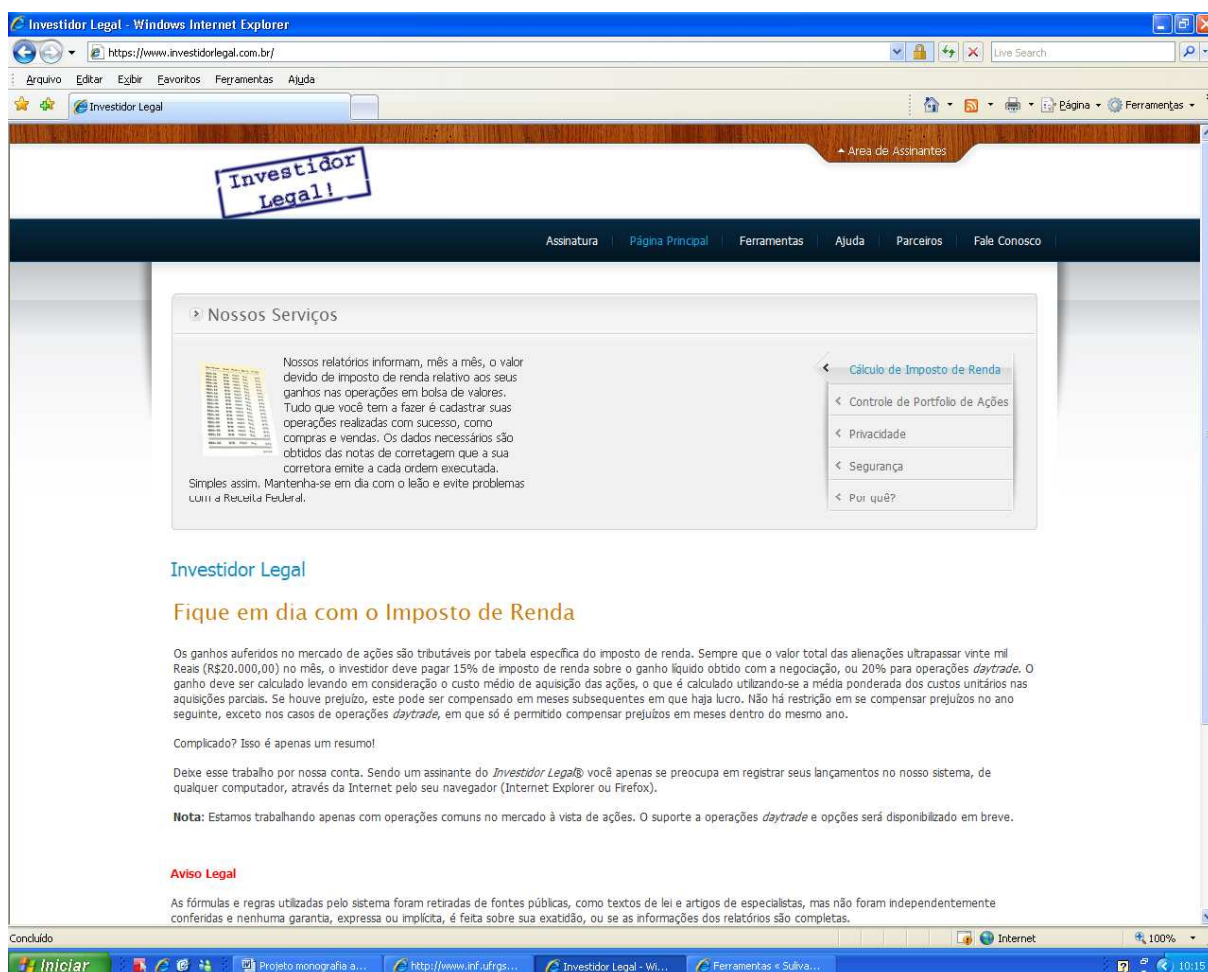 Investidor Legal - Windows Internet Explorer
https://www.investidorlegal.com.br/
Live Search
Arquivo Editar Exibir Favoritos Ferramentas Ajuda
Investidor Legal
Página
Ferramentas
Area de Assinantes
Investidor
Legal!
Assinatura Página Principal Ferramentas Ajuda Parceiros Fale Conosco
Nossos Serviços
Nossos relatórios informam, mês a mês, o valor
devido de imposto de renda relativo aos seus
ganhos nas operações em bolsa de valores.
Tudo que você tem a fazer é cadastrar suas
operações realizadas com sucesso, como
compras e vendas. Os dados necessários são
obtidos das notas de corretagem que a sua
corretora emite a cada ordem executada.
Simples assim. Mantenha-se em dia com o leão e evite problemas
com a Receita Federal.
Cálculo de Imposto de Renda
Controle de Portfolio de Ações
Privacidade
Segurança
Por quê?
Investidor Legal
Fique em dia com o Imposto de Renda
Os ganhos auferidos no mercado de ações são tributáveis por tabela específica do imposto de renda. Sempre que o valor total das alienações ultrapassar vinte mil
Reais (R$20.000,00) no mês, o investidor deve pagar 15% de imposto de renda sobre o ganho líquido obtido com a negociação, ou 20% para operações daytrade. O
ganho deve ser calculado levando em consideração o custo médio de aquisição das ações, o que é calculado utilizando-se a média ponderada dos custos unitários nas
aquisições parciais. Se houve prejuízo, este pode ser compensado em meses subsequentes em que haja lucro. Não há restrição em se compensar prejuízos no ano
seguinte, exceto nos casos de operações daytrade, em que só é permitido compensar prejuízos em meses dentro do mesmo ano.
Complicado? Isso é apenas um resumo!
Deixe esse trabalho por nossa conta. Sendo um assinante do Investidor Legal® você apenas se preocupa em registrar seus lançamentos no nosso sistema, de
qualquer computador, através da Internet pelo seu navegador (Internet Explorer ou Firefox).
Nota: Estamos trabalhando apenas com operações comuns no mercado à vista de ações. O suporte a operações daytrade e opções será disponibilizado em breve.
Aviso Legal
As fórmulas e regras utilizadas pelo sistema foram retiradas de fontes públicas, como textos de lei e artigos de especialistas, mas não foram independentemente
conferidas e nenhuma garantia, expressa ou implícita, é feita sobre sua exatidão, ou se as informações dos relatórios são completas.
Concluído
Internet
100%
Iniciar
Projeto monografia a...
http://www.inf.ufrgs...
Investidor Legal - Wi...
Ferramentas « Suliva...
10:15